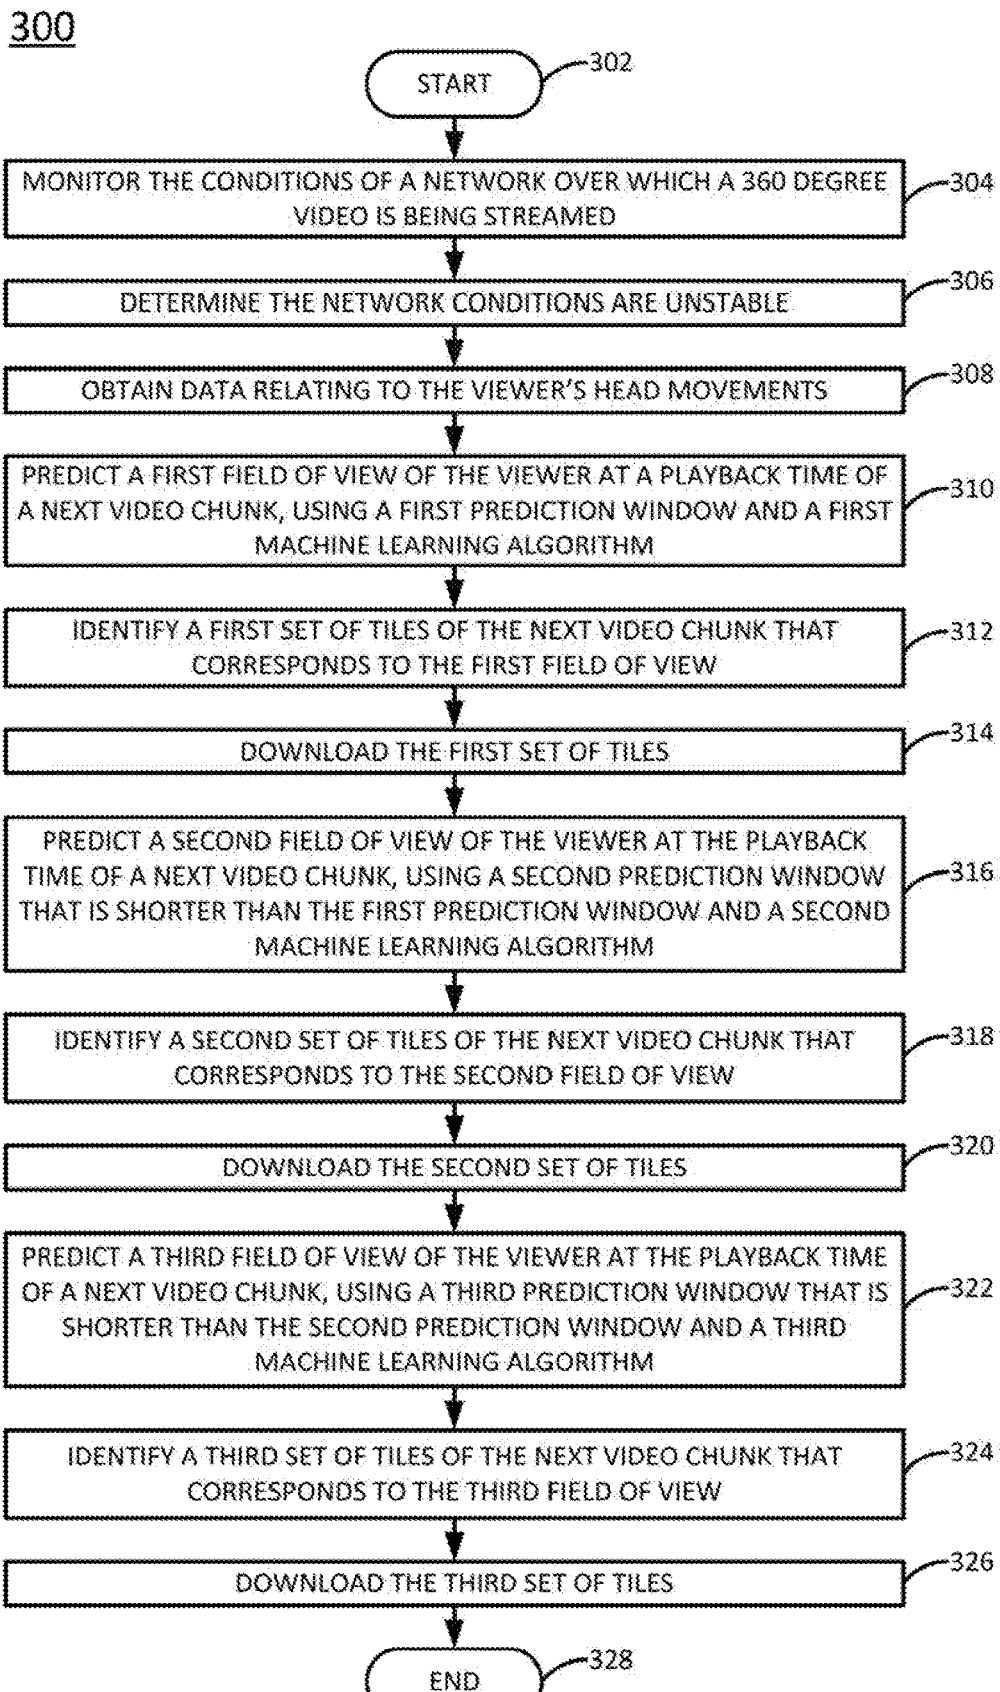 300
START
302
MONITOR THE CONDITIONS OF A NETWORK OVER WHICH A 360 DEGREE
VIDEO IS BEING STREAMED
304
DETERMINE THE NETWORK CONDITIONS ARE UNSTABLE
306
OBTAIN DATA RELATING TO THE VIEWER'S HEAD MOVEMENTS
308
PREDICT A FIRST FIELD OF VIEW OF THE VIEWER AT A PLAYBACK TIME OF
A NEXT VIDEO CHUNK, USING A FIRST PREDICTION WINDOW AND A FIRST
MACHINE LEARNING ALGORITHM
310
IDENTIFY A FIRST SET OF TILES OF THE NEXT VIDEO CHUNK THAT
CORRESPONDS TO THE FIRST FIELD OF VIEW
312
DOWNLOAD THE FIRST SET OF TILES
314
PREDICT A SECOND FIELD OF VIEW OF THE VIEWER AT THE PLAYBACK
TIME OF A NEXT VIDEO CHUNK, USING A SECOND PREDICTION WINDOW
THAT IS SHORTER THAN THE FIRST PREDICTION WINDOW AND A SECOND
MACHINE LEARNING ALGORITHM
316
IDENTIFY A SECOND SET OF TILES OF THE NEXT VIDEO CHUNK THAT
CORRESPONDS TO THE SECOND FIELD OF VIEW
318
DOWNLOAD THE SECOND SET OF TILES
320
PREDICT A THIRD FIELD OF VIEW OF THE VIEWER AT THE PLAYBACK TIME
OF A NEXT VIDEO CHUNK, USING A THIRD PREDICTION WINDOW THAT IS
SHORTER THAN THE SECOND PREDICTION WINDOW AND A THIRD
MACHINE LEARNING ALGORITHM
322
IDENTIFY A THIRD SET OF TILES OF THE NEXT VIDEO CHUNK THAT
CORRESPONDS TO THE THIRD FIELD OF VIEW
324
DOWNLOAD THE THIRD SET OF TILES
326
END
328